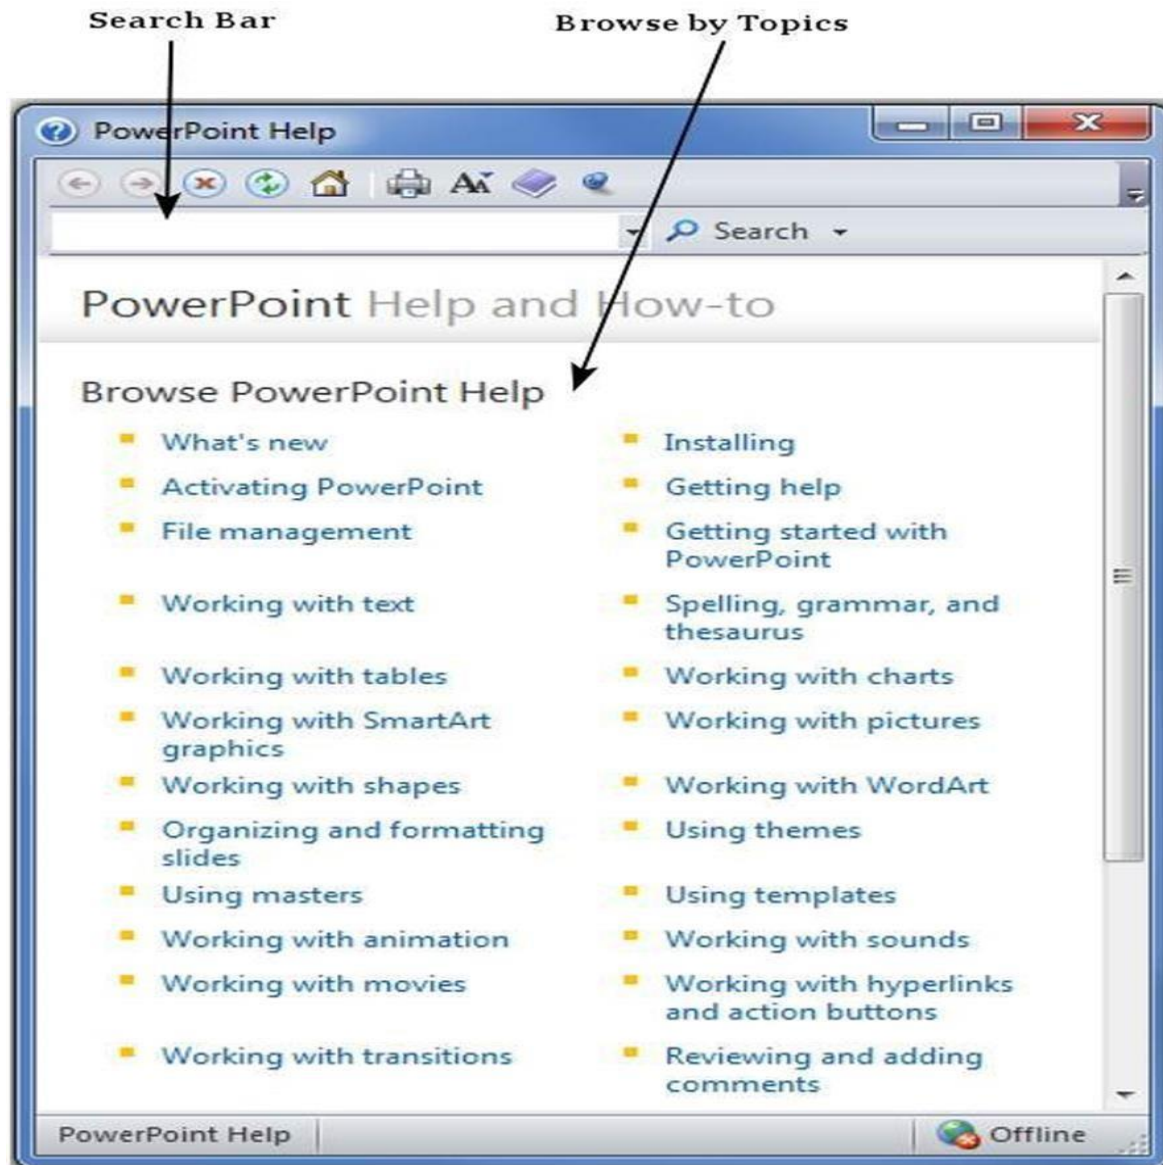 Search Bar
Browse by Topics
PowerPoint Help
Search
PowerPoint Help and How-to
Browse PowerPoint Help
What's new
Installing
Activating PowerPoint
Getting help
File management
Getting started with
PowerPoint
Working with text
Spelling, grammar, and
thesaurus
Working with tables
Working with charts
Working with SmartArt
graphics
Working with pictures
Working with shapes
Working with WordArt
Organizing and formatting
slides
Using themes
Using masters
Using templates
Working with animation
Working with sounds
Working with movies
Working with hyperlinks
and action buttons
Working with transitions
Reviewing and adding
comments
PowerPoint Help
Offline